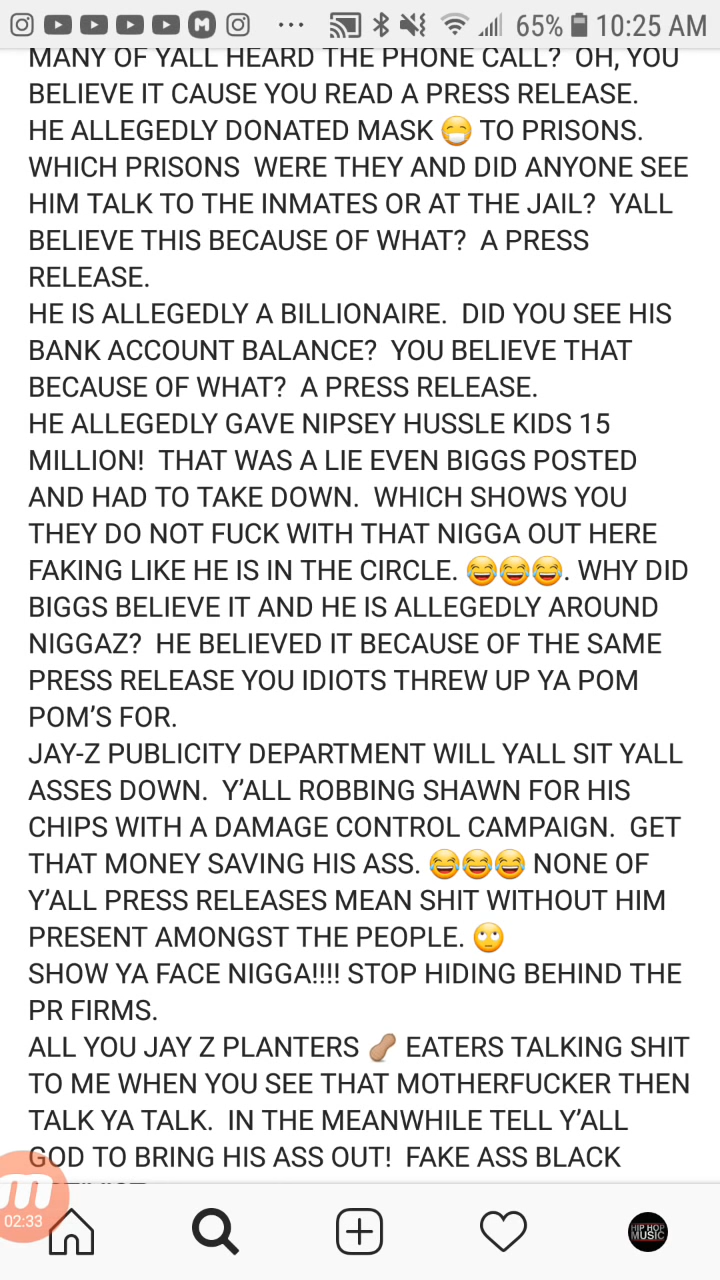 65% 10:25 AM
MANY OF YALL HEARD THE PHONE CALL? OH, YOU
BELIEVE IT CAUSE YOU READ A PRESS RELEASE.
HE ALLEGEDLY DONATED MASK 😷 TO PRISONS.
WHICH PRISONS WERE THEY AND DID ANYONE SEE
HIM TALK TO THE INMATES OR AT THE JAIL? YALL
BELIEVE THIS BECAUSE OF WHAT? A PRESS
RELEASE.
HE IS ALLEGEDLY A BILLIONAIRE. DID YOU SEE HIS
BANK ACCOUNT BALANCE? YOU BELIEVE THAT
BECAUSE OF WHAT? A PRESS RELEASE.
HE ALLEGEDLY GAVE NIPSEY HUSSLE KIDS 15
MILLION! THAT WAS A LIE EVEN BIGGS POSTED
AND HAD TO TAKE DOWN. WHICH SHOWS YOU
THEY DO NOT FUCK WITH THAT NIGGA OUT HERE
FAKING LIKE HE IS IN THE CIRCLE. 😂😂😂. WHY DID
BIGGS BELIEVE IT AND HE IS ALLEGEDLY AROUND
NIGGAZ? HE BELIEVED IT BECAUSE OF THE SAME
PRESS RELEASE YOU IDIOTS THREW UP YA POM
POM'S FOR.
JAY-Z PUBLICITY DEPARTMENT WILL YALL SIT YALL
ASSES DOWN. Y'ALL ROBBING SHAWN FOR HIS
CHIPS WITH A DAMAGE CONTROL CAMPAIGN. GET
THAT MONEY SAVING HIS ASS. 😂😂😂 NONE OF
Y'ALL PRESS RELEASES MEAN SHIT WITHOUT HIM
PRESENT AMONGST THE PEOPLE. 🙄
SHOW YA FACE NIGGA!!!! STOP HIDING BEHIND THE
PR FIRMS.
ALL YOU JAY Z PLANTERS 🥜 EATERS TALKING SHIT
TO ME WHEN YOU SEE THAT MOTHERFUCKER THEN
TALK YA TALK. IN THE MEANWHILE TELL Y'ALL
GOD TO BRING HIS ASS OUT! FAKE ASS BLACK
02:33
HIP HOP
MUSIC